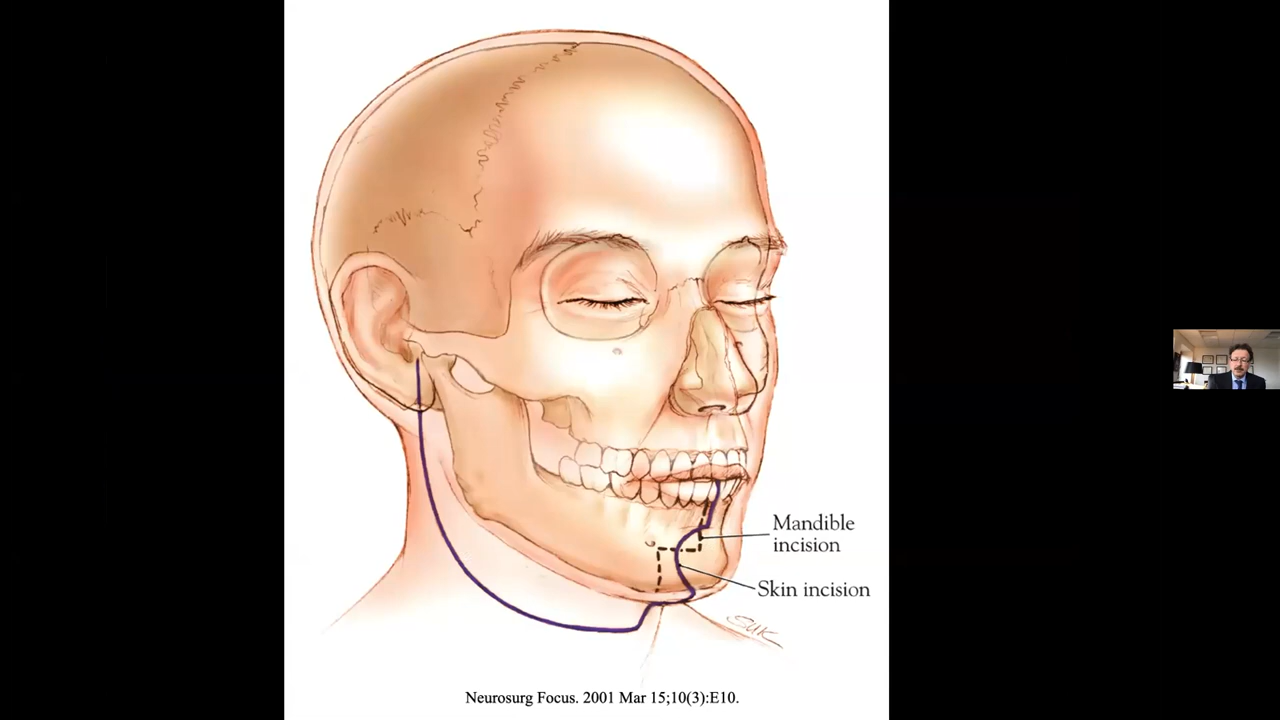 Mandible
incision
Skin incision
Neurosurg Focus. 2001 Mar 15;10(3):E10.